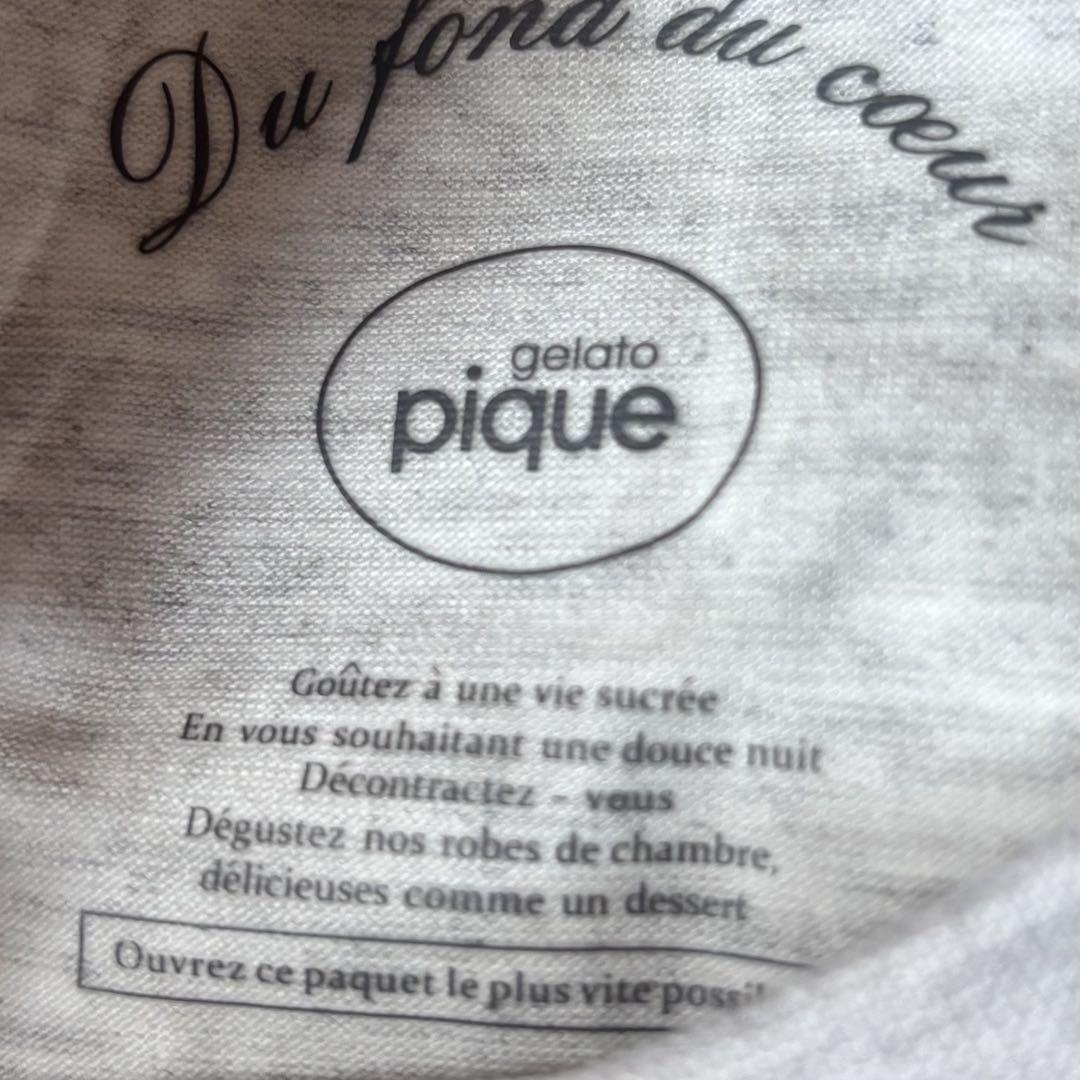 Du fond du cœur
gelato
pique
Goûtez à une vie sucrée
En vous souhaitant une douce nuit
Décontractez - vous
Dégustez nos robes de chambre,
délicieuses comme un dessert
Ouvrez ce paquet le plus vite